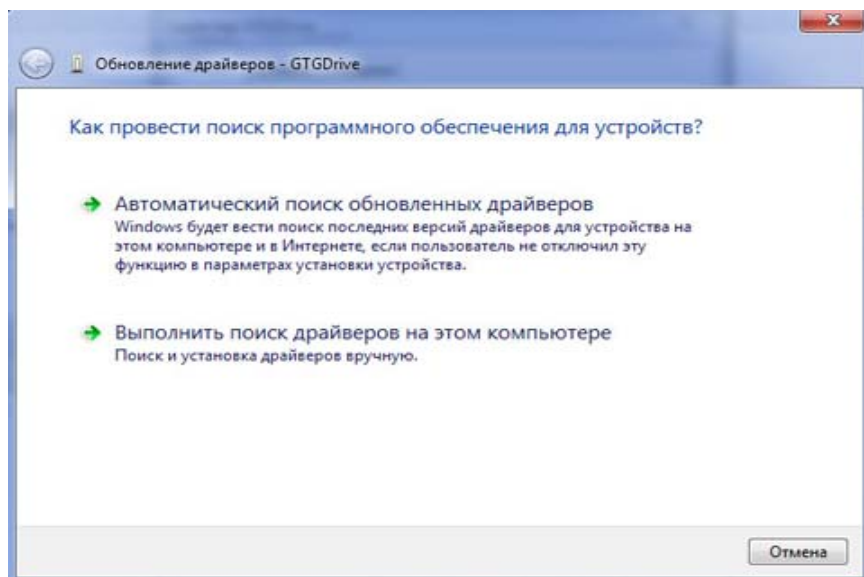 Обновление драйверов - GTGDrive
Как провести поиск программного обеспечения для устройств?
Автоматический поиск обновленных драйверов
Windows будет вести поиск последних версий драйверов для устройства на
этом компьютере и в Интернете, если пользователь не отключил эту
функцию в параметрах установки устройства.
Выполнить поиск драйверов на этом компьютере
Поиск и установка драйверов вручную.
Отмена